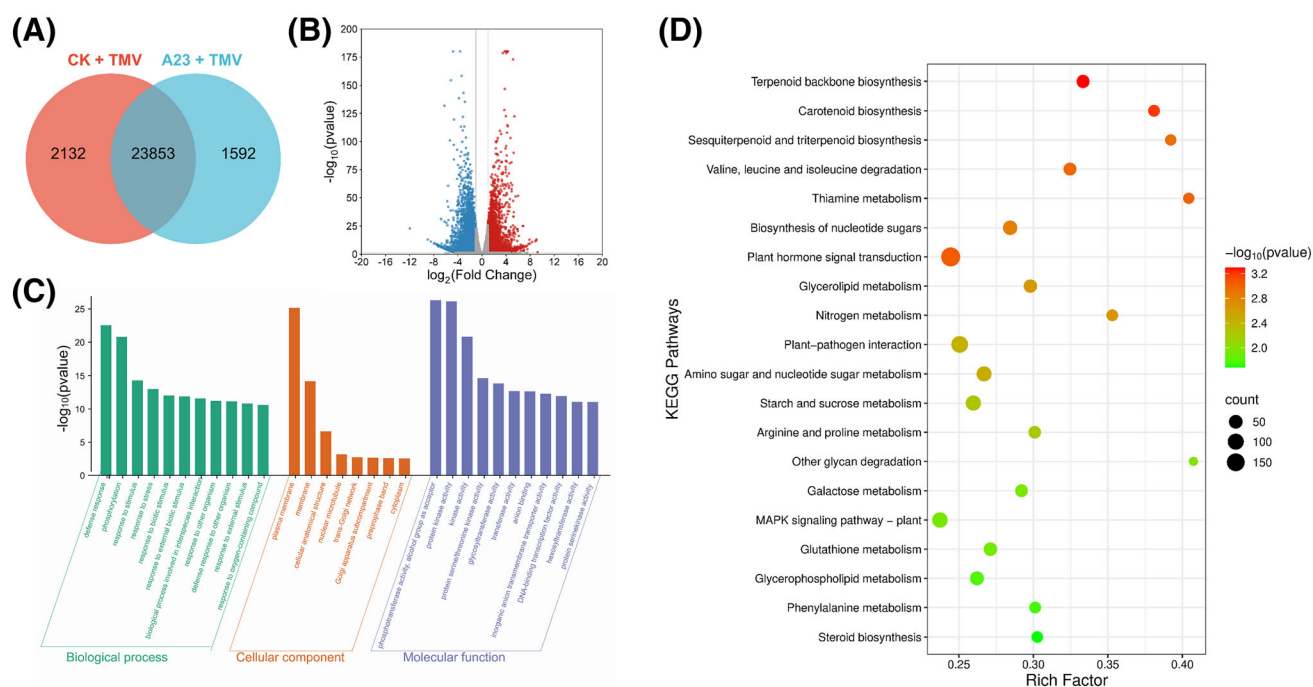 (A)
CK + TMV
A23 + TMV
2132
23853
1592
(B)
-log10(pvalue)
200
175
150
125
100
75
50
25
0
-20
-16
-12
-8
-4
0
4
8
12
16
20
log2(Fold Change)
(C)
-log10(pvalue)
25
20
15
10
5
0
defense response
phosphorylation
response to stimulus
response to stress
response to biotic stimulus
response to external biotic stimulus
biological process involved in interspecies interaction
response to other organism
defense response to other organism
response to external stimulus
response to oxygen-containing compound
plasma membrane
membrane
cellular anatomical structure
nuclear microtubule
trans-Golgi network
Golgi apparatus subcompartment
preprophase band
cytoplasm
phosphotransferase activity, alcohol group as acceptor
protein kinase activity
kinase activity
protein serine/threonine kinase activity
glycosyltransferase activity
transferase activity
anion binding
inorganic anion transmembrane transporter activity
DNA-binding transcription factor activity
hexosyltransferase activity
protein serinekinase activity
Biological process
Cellular component
Molecular function
(D)
KEGG Pathways
Terpenoid backbone biosynthesis
Carotenoid biosynthesis
Sesquiterpenoid and triterpenoid biosynthesis
Valine, leucine and isoleucine degradation
Thiamine metabolism
Biosynthesis of nucleotide sugars
Plant hormone signal transduction
Glycerolipid metabolism
Nitrogen metabolism
Plant−pathogen interaction
Amino sugar and nucleotide sugar metabolism
Starch and sucrose metabolism
Arginine and proline metabolism
Other glycan degradation
Galactose metabolism
MAPK signaling pathway − plant
Glutathione metabolism
Glycerophospholipid metabolism
Phenylalanine metabolism
Steroid biosynthesis
0.25
0.30
0.35
0.40
Rich Factor
−log10(pvalue)
3.2
2.8
2.4
2.0
count
50
100
150